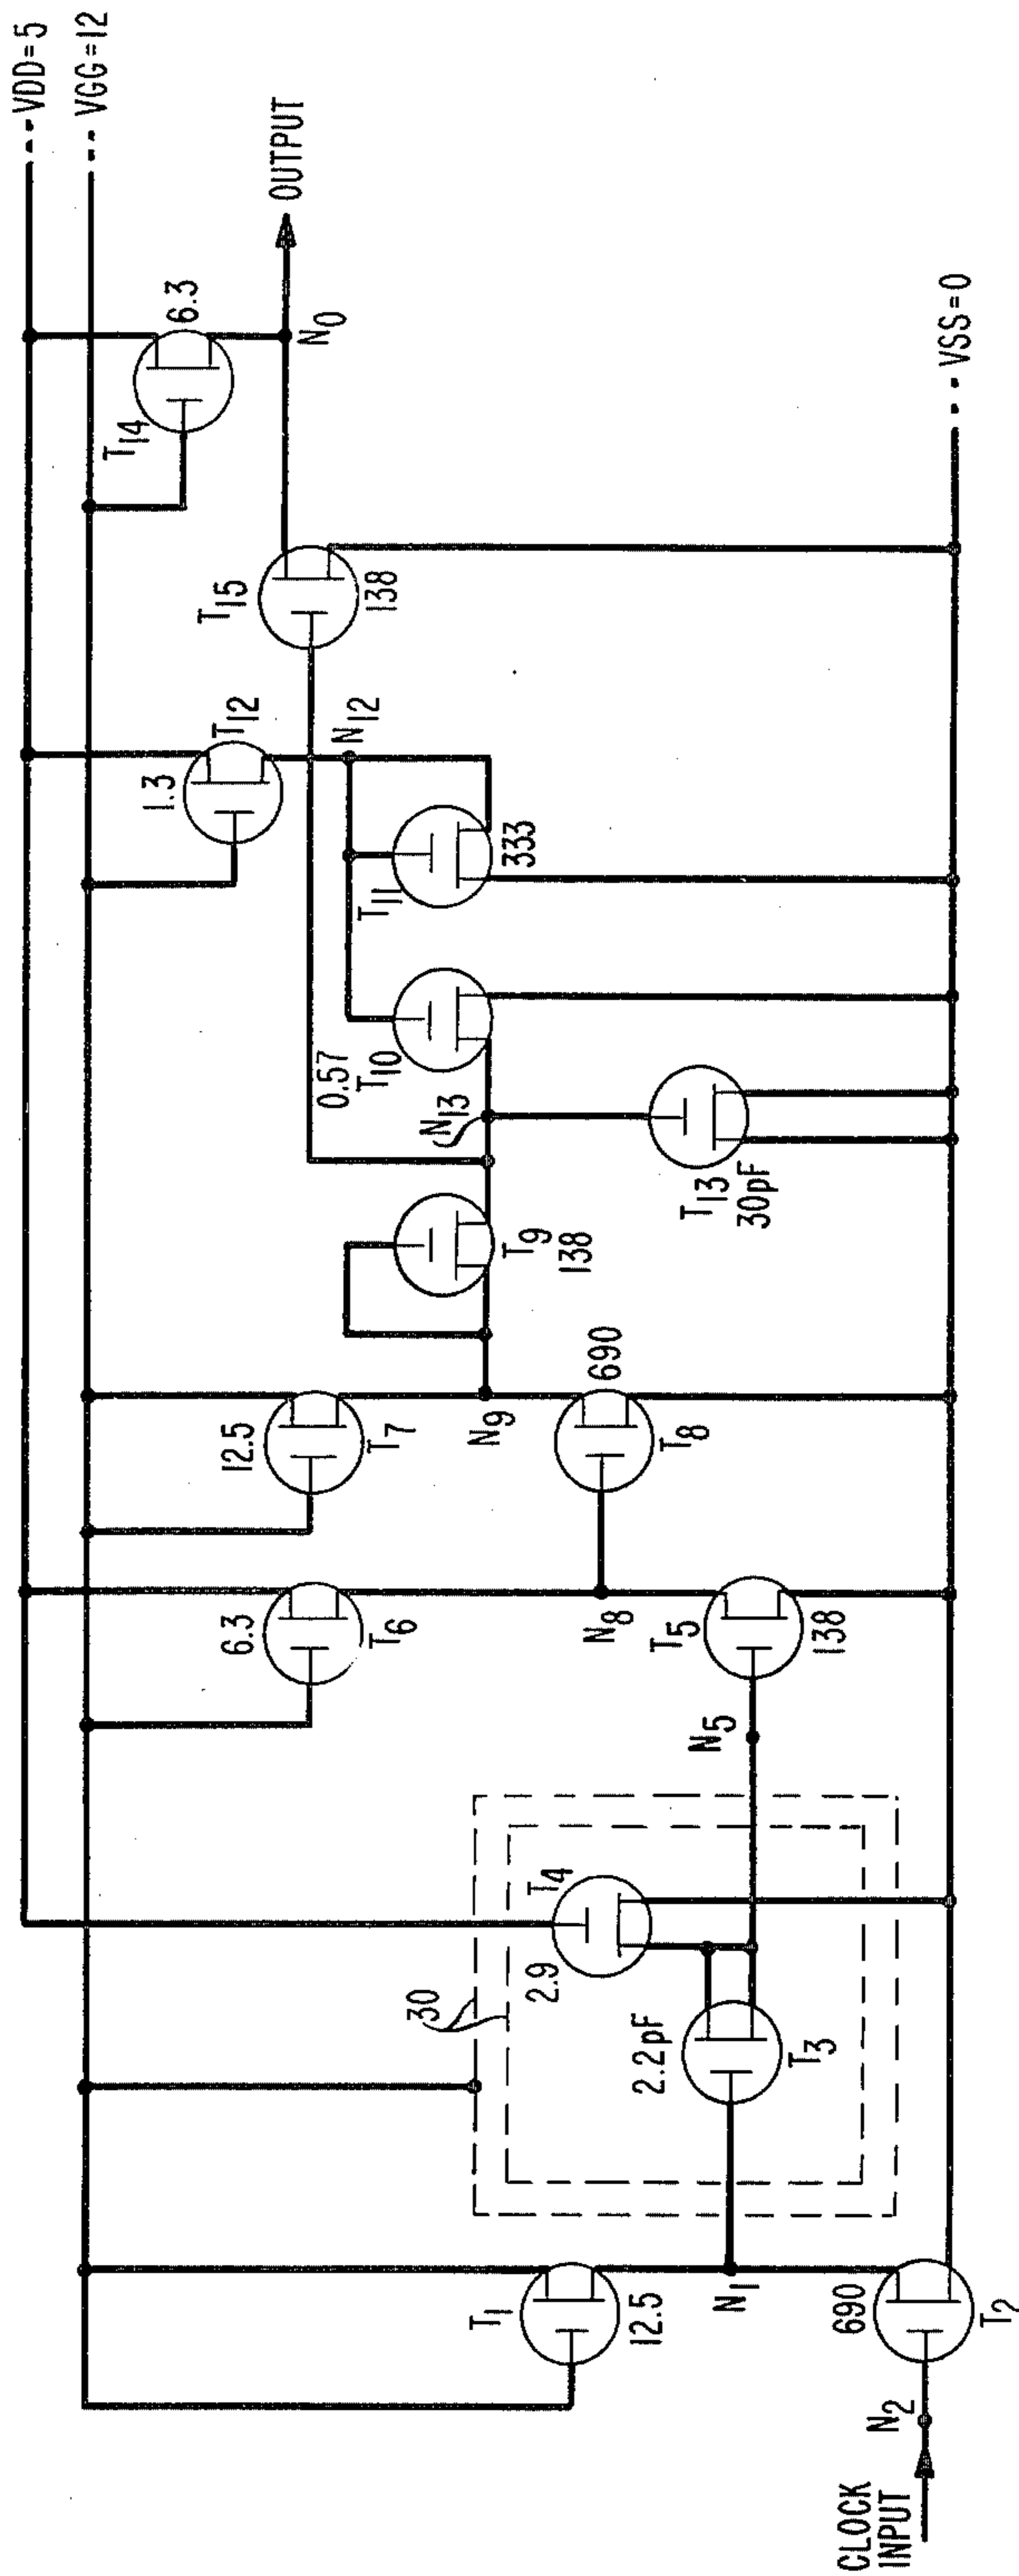 VDD=5
VGG=12
T14
6.3
N0
OUTPUT
T15
138
VSS=0
1.3
T12
N12
T11
333
0.57
T10
N13
T13
30pF
T9
138
12.5
T7
N9
690
T8
6.3
T6
N8
T5
138
N5
30
T4
2.9
2.2pF
T3
T1
12.5
N1
690
T2
N2
CLOCK
INPUT